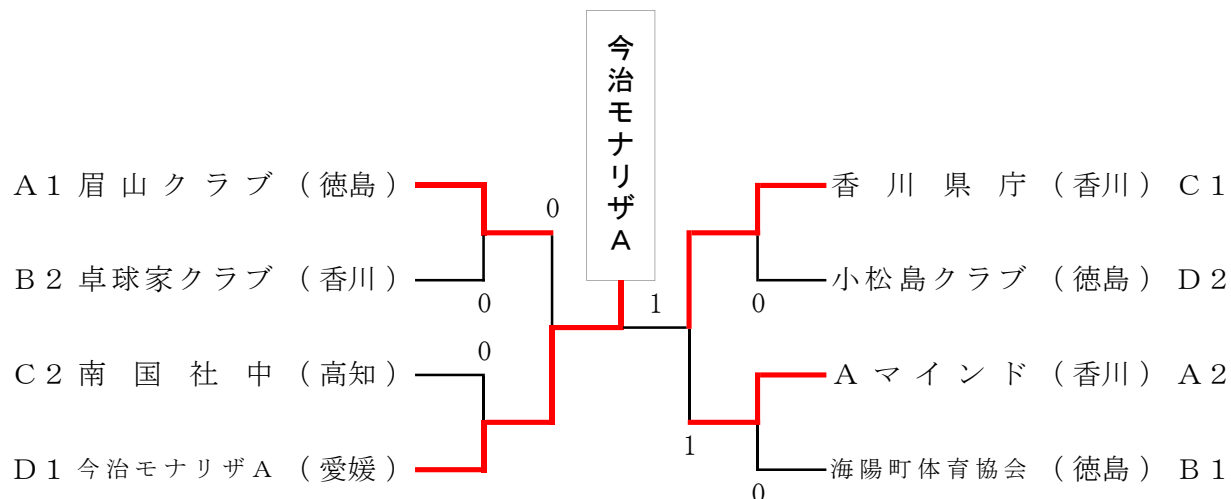 今治モナリザA
A1 眉山クラブ (徳島)
0
香川県庁 (香川) C1
B2 卓球家クラブ (香川)
0
1
0
小松島クラブ (徳島) D2
C2 南国社中 (高知)
0
Aマインド (香川) A2
D1 今治モナリザA (愛媛)
1
0
海陽町体育協会 (徳島) B1